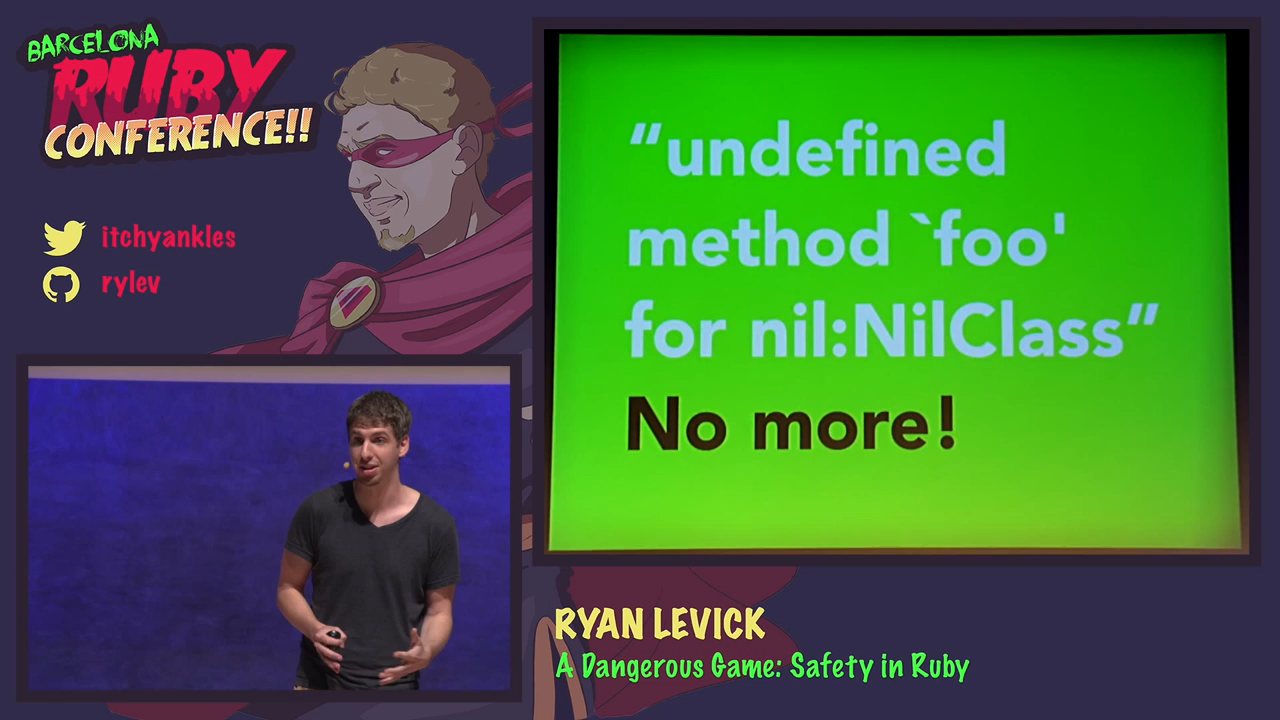 BARCELONA
RUBY
CONFERENCE!!
itchyankles
rylev
“undefined
method `foo'
for nil:NilClass”
No more!
RYAN LEVICK
A Dangerous Game: Safety in Ruby